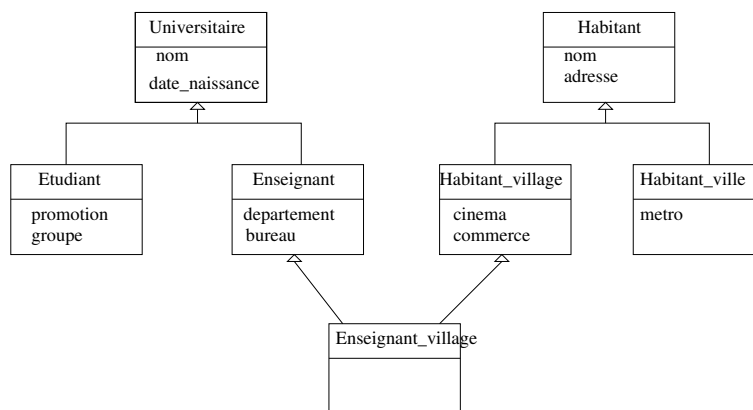 Universitaire
nom
date_naissance
Habitant
nom
adresse
Etudiant
promotion
groupe
Enseignant
departement
bureau
Habitant_village
cinema
commerce
Habitant_ville
metro
Enseignant_village